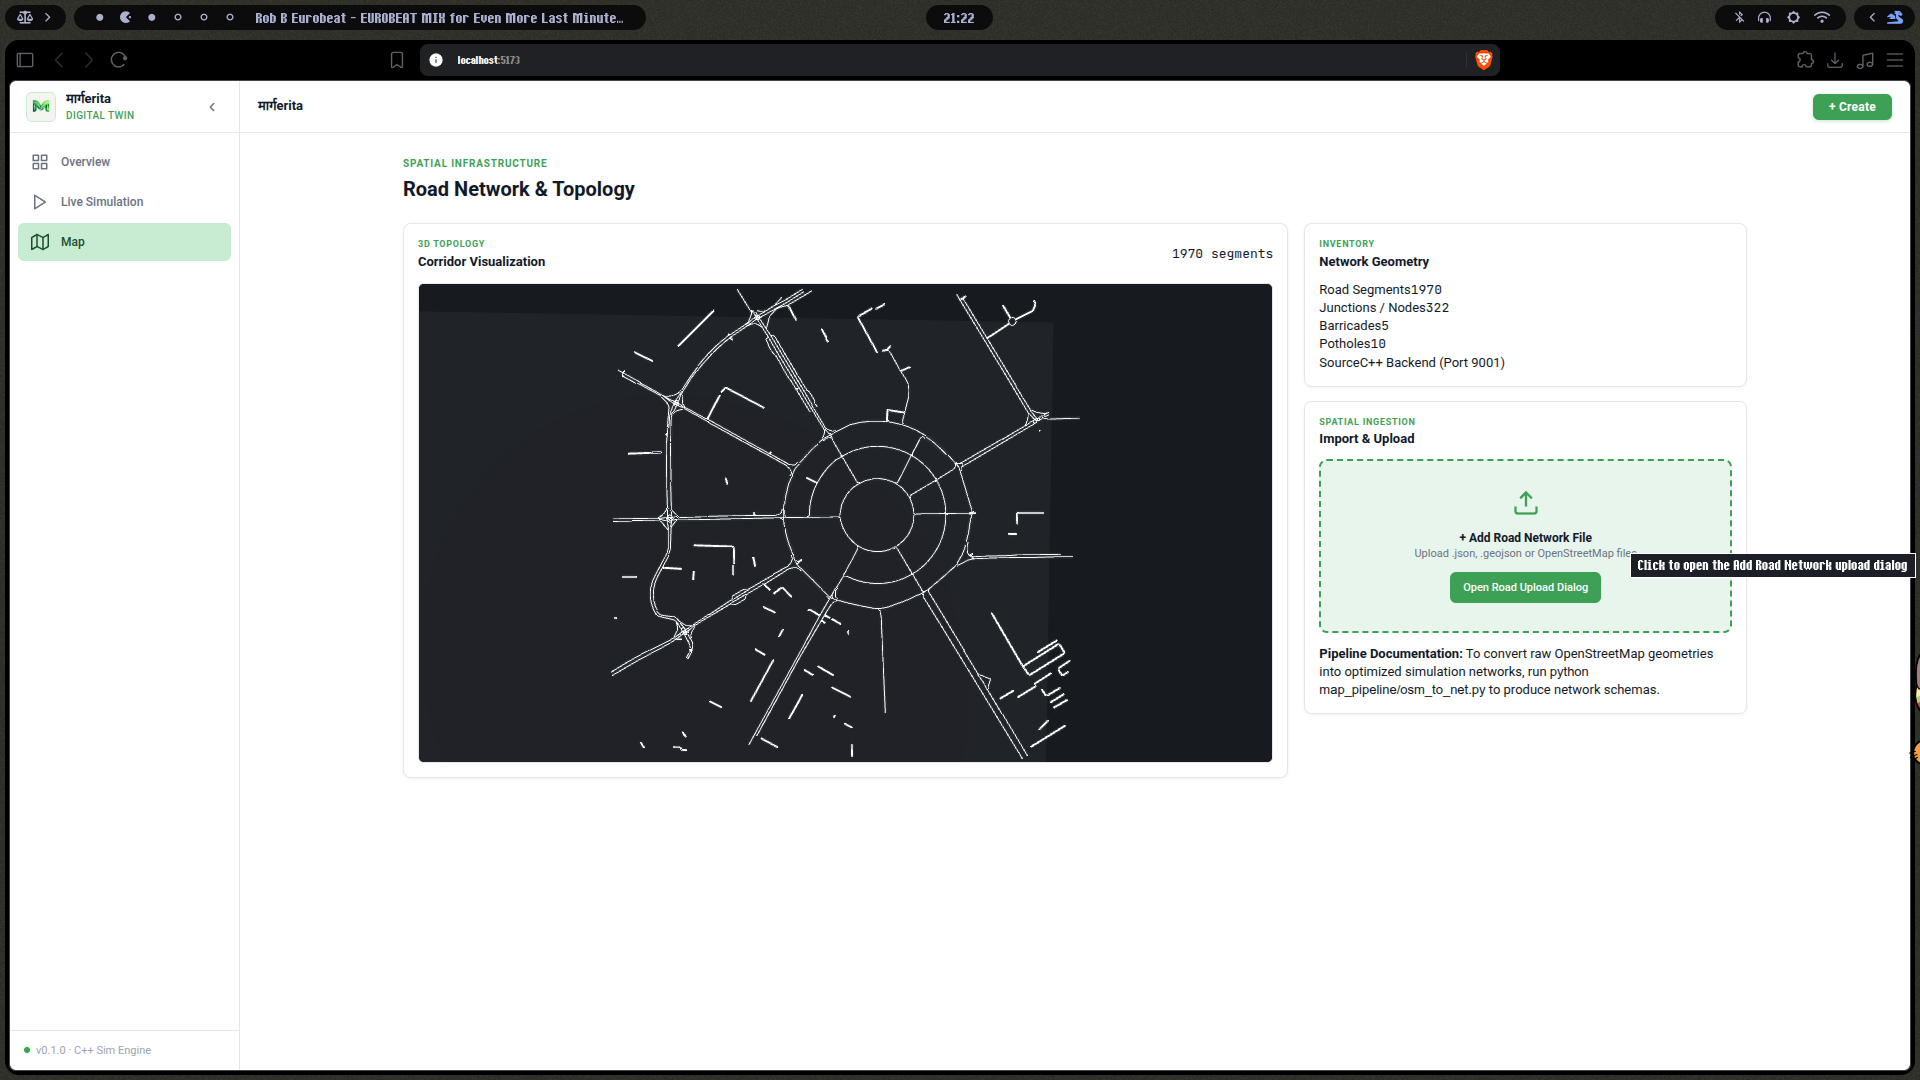 Rob B Eurobeat - EUROBEAT MIX for Even More Last Minute…
21:22
localhost:5173
मार्गerita
DIGITAL TWIN
मार्गerita
+ Create
Overview
Live Simulation
Map
SPATIAL INFRASTRUCTURE
Road Network & Topology
3D TOPOLOGY
Corridor Visualization
1970 segments
INVENTORY
Network Geometry
Road Segments1970
Junctions / Nodes322
Barricades5
Potholes10
SourceC++ Backend (Port 9001)
SPATIAL INGESTION
Import & Upload
+ Add Road Network File
Upload .json, .geojson or OpenStreetMap files
Click to open the Add Road Network upload dialog
Open Road Upload Dialog
Pipeline Documentation: To convert raw OpenStreetMap geometries
into optimized simulation networks, run python
map_pipeline/osm_to_net.py to produce network schemas.
v0.1.0 · C++ Sim Engine